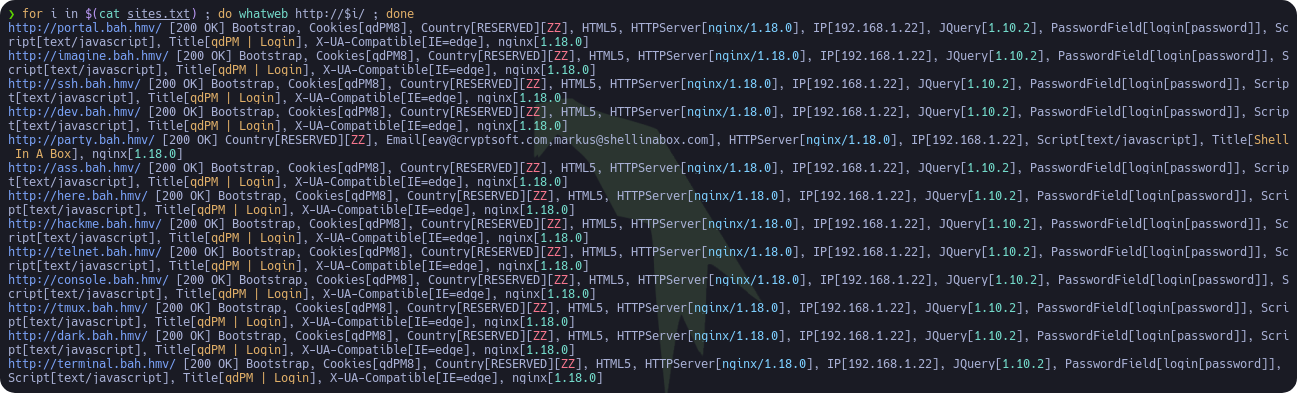 ❯ for i in $(cat sites.txt) ; do whatweb http://$i/ ; done
http://portal.bah.hmv/ [200 OK] Bootstrap, Cookies[qdPM8], Country[RESERVED][ZZ], HTML5, HTTPServer[nginx/1.18.0], IP[192.168.1.22], JQuery[1.10.2], PasswordField[login[password]], Sc
ript[text/javascript], Title[qdPM | Login], X-UA-Compatible[IE=edge], nginx[1.18.0]
http://imagine.bah.hmv/ [200 OK] Bootstrap, Cookies[qdPM8], Country[RESERVED][ZZ], HTML5, HTTPServer[nginx/1.18.0], IP[192.168.1.22], JQuery[1.10.2], PasswordField[login[password]], S
cript[text/javascript], Title[qdPM | Login], X-UA-Compatible[IE=edge], nginx[1.18.0]
http://ssh.bah.hmv/ [200 OK] Bootstrap, Cookies[qdPM8], Country[RESERVED][ZZ], HTML5, HTTPServer[nginx/1.18.0], IP[192.168.1.22], JQuery[1.10.2], PasswordField[login[password]], Scrip
t[text/javascript], Title[qdPM | Login], X-UA-Compatible[IE=edge], nginx[1.18.0]
http://dev.bah.hmv/ [200 OK] Bootstrap, Cookies[qdPM8], Country[RESERVED][ZZ], HTML5, HTTPServer[nginx/1.18.0], IP[192.168.1.22], JQuery[1.10.2], PasswordField[login[password]], Scrip
t[text/javascript], Title[qdPM | Login], X-UA-Compatible[IE=edge], nginx[1.18.0]
http://party.bah.hmv/ [200 OK] Country[RESERVED][ZZ], Email[eay@cryptsoft.com,markus@shellinabox.com], HTTPServer[nginx/1.18.0], IP[192.168.1.22], Script[text/javascript], Title[Shell
In A Box], nginx[1.18.0]
http://ass.bah.hmv/ [200 OK] Bootstrap, Cookies[qdPM8], Country[RESERVED][ZZ], HTML5, HTTPServer[nginx/1.18.0], IP[192.168.1.22], JQuery[1.10.2], PasswordField[login[password]], Scrip
t[text/javascript], Title[qdPM | Login], X-UA-Compatible[IE=edge], nginx[1.18.0]
http://here.bah.hmv/ [200 OK] Bootstrap, Cookies[qdPM8], Country[RESERVED][ZZ], HTML5, HTTPServer[nginx/1.18.0], IP[192.168.1.22], JQuery[1.10.2], PasswordField[login[password]], Scri
pt[text/javascript], Title[qdPM | Login], X-UA-Compatible[IE=edge], nginx[1.18.0]
http://hackme.bah.hmv/ [200 OK] Bootstrap, Cookies[qdPM8], Country[RESERVED][ZZ], HTML5, HTTPServer[nginx/1.18.0], IP[192.168.1.22], JQuery[1.10.2], PasswordField[login[password]], Sc
ript[text/javascript], Title[qdPM | Login], X-UA-Compatible[IE=edge], nginx[1.18.0]
http://telnet.bah.hmv/ [200 OK] Bootstrap, Cookies[qdPM8], Country[RESERVED][ZZ], HTML5, HTTPServer[nginx/1.18.0], IP[192.168.1.22], JQuery[1.10.2], PasswordField[login[password]], Sc
ript[text/javascript], Title[qdPM | Login], X-UA-Compatible[IE=edge], nginx[1.18.0]
http://console.bah.hmv/ [200 OK] Bootstrap, Cookies[qdPM8], Country[RESERVED][ZZ], HTML5, HTTPServer[nginx/1.18.0], IP[192.168.1.22], JQuery[1.10.2], PasswordField[login[password]], S
cript[text/javascript], Title[qdPM | Login], X-UA-Compatible[IE=edge], nginx[1.18.0]
http://tmux.bah.hmv/ [200 OK] Bootstrap, Cookies[qdPM8], Country[RESERVED][ZZ], HTML5, HTTPServer[nginx/1.18.0], IP[192.168.1.22], JQuery[1.10.2], PasswordField[login[password]], Scri
pt[text/javascript], Title[qdPM | Login], X-UA-Compatible[IE=edge], nginx[1.18.0]
http://dark.bah.hmv/ [200 OK] Bootstrap, Cookies[qdPM8], Country[RESERVED][ZZ], HTML5, HTTPServer[nginx/1.18.0], IP[192.168.1.22], JQuery[1.10.2], PasswordField[login[password]], Scri
pt[text/javascript], Title[qdPM | Login], X-UA-Compatible[IE=edge], nginx[1.18.0]
http://terminal.bah.hmv/ [200 OK] Bootstrap, Cookies[qdPM8], Country[RESERVED][ZZ], HTML5, HTTPServer[nginx/1.18.0], IP[192.168.1.22], JQuery[1.10.2], PasswordField[login[password]],
Script[text/javascript], Title[qdPM | Login], X-UA-Compatible[IE=edge], nginx[1.18.0]